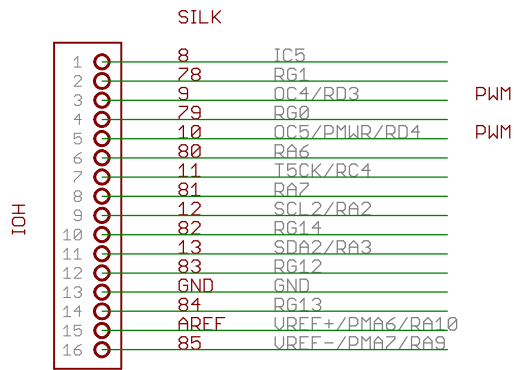 SILK
1 8 IC5
2 78 RG1
3 9 OC4/RD3 PWM
4 79 RG0
5 10 OC5/PMWR/RD4 PWM
6 80 RA6
7 11 T5CK/RC4
8 81 RA7
9 12 SCL2/RA2
10 82 RG14
11 13 SDA2/RA3
12 83 RG12
13 GND GND
14 84 RG13
15 AREF VREF+/PMA6/RA10
16 85 VREF-/PMA7/RA9
IOH